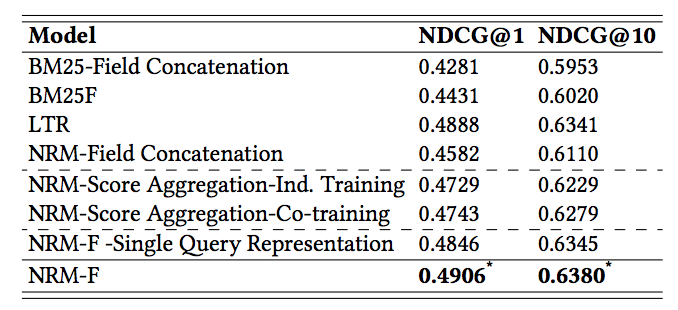 Model NDCG@1 NDCG@10
BM25-Field Concatenation 0.4281 0.5953
BM25F 0.4431 0.6020
LTR 0.4888 0.6341
NRM-Field Concatenation 0.4582 0.6110
NRM-Score Aggregation-Ind. Training 0.4729 0.6229
NRM-Score Aggregation-Co-training 0.4743 0.6279
NRM-F -Single Query Representation 0.4846 0.6345
NRM-F 0.4906* 0.6380*